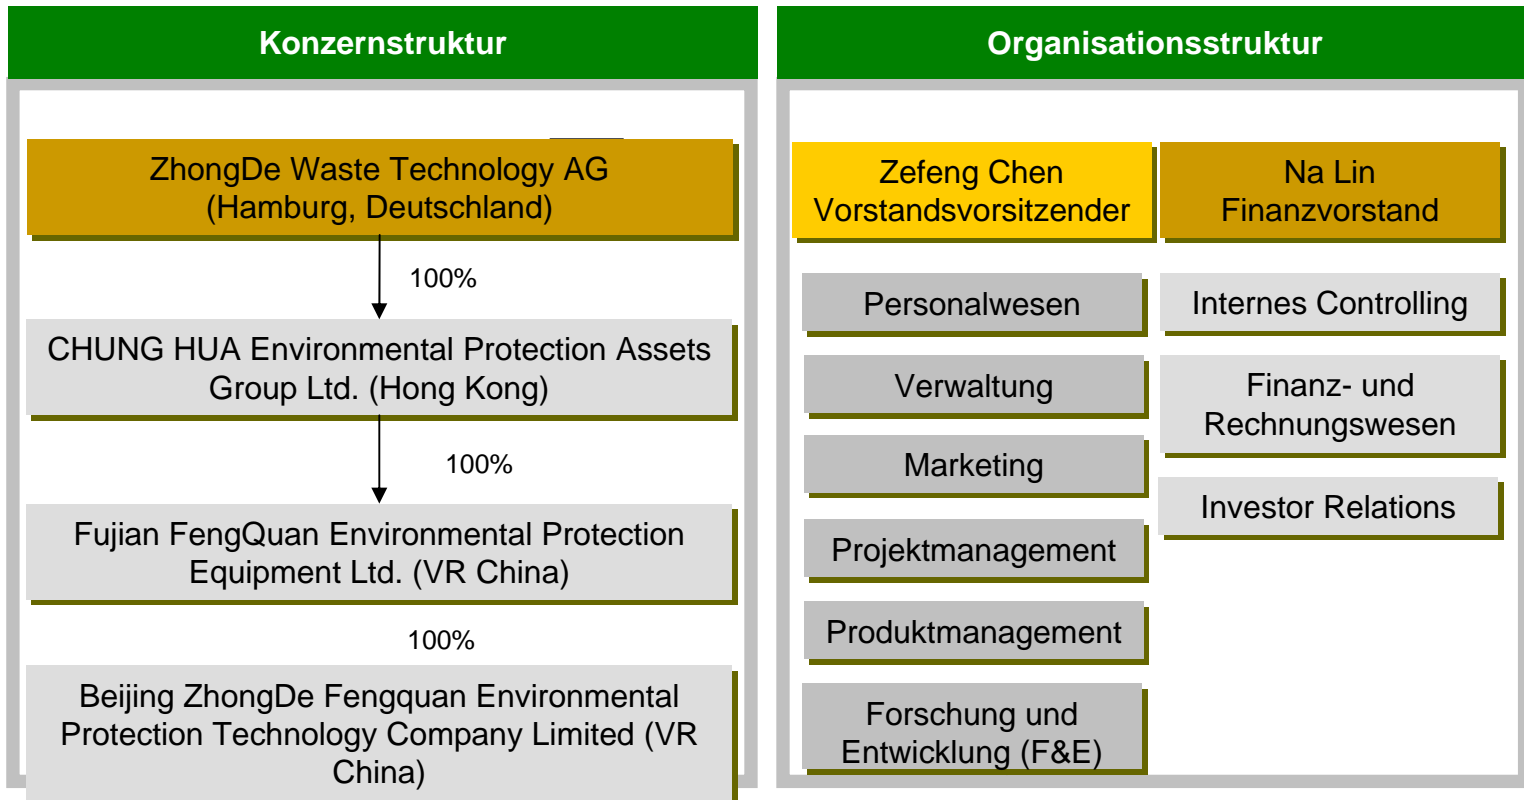 Konzernstruktur
ZhongDe Waste Technology AG
(Hamburg, Deutschland)
100%
CHUNG HUA Environmental Protection Assets
Group Ltd. (Hong Kong)
100%
Fujian FengQuan Environmental Protection
Equipment Ltd. (VR China)
100%
Beijing ZhongDe Fengquan Environmental
Protection Technology Company Limited (VR
China)
Organisationsstruktur
Zefeng Chen
Vorstandsvorsitzender
Personalwesen
Verwaltung
Marketing
Projektmanagement
Produktmanagement
Forschung und
Entwicklung (F&E)
Na Lin
Finanzvorstand
Internes Controlling
Finanz- und
Rechnungswesen
Investor Relations